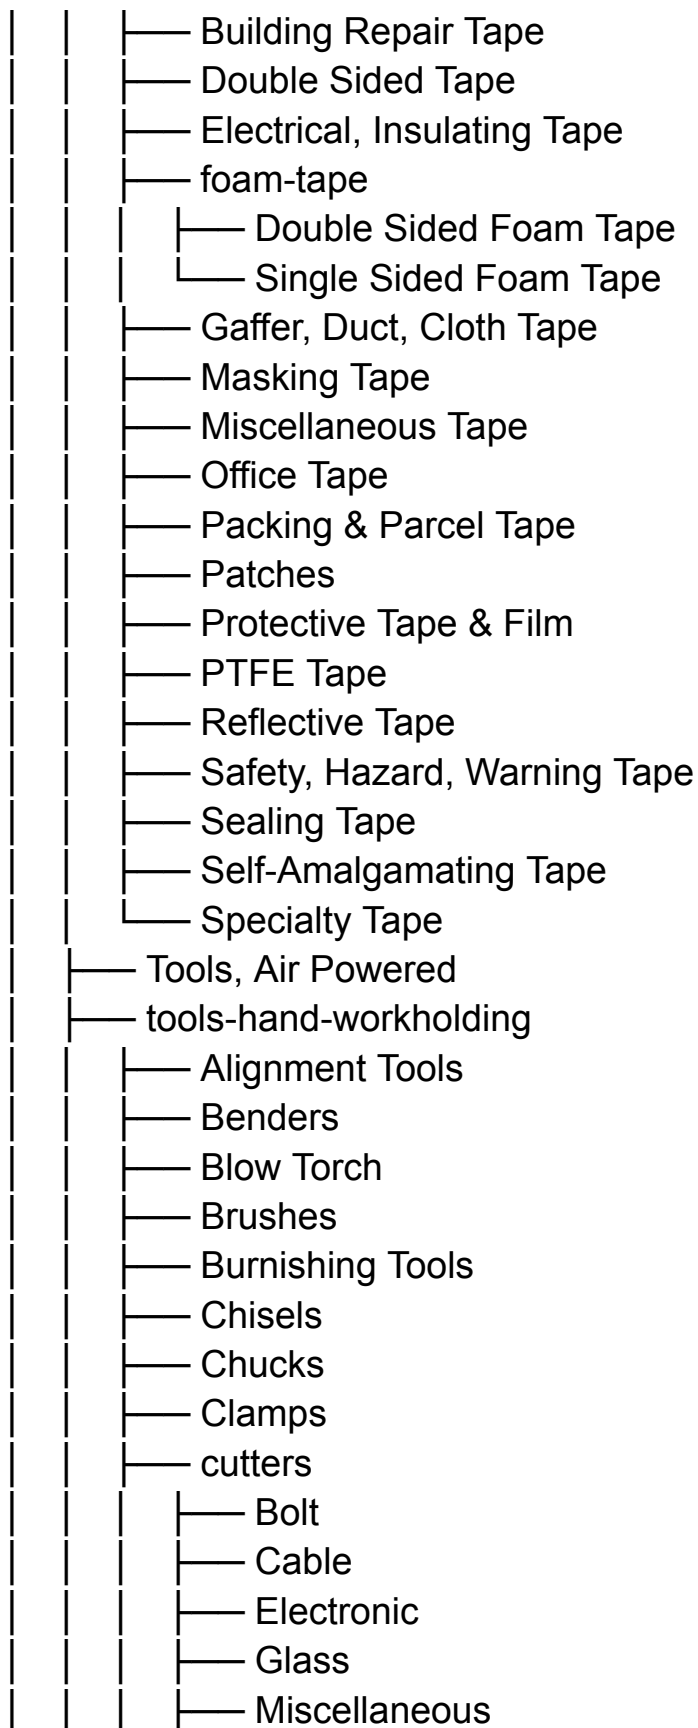 │   │   ├── Building Repair Tape
│   │   ├── Double Sided Tape
│   │   ├── Electrical, Insulating Tape
│   │   ├── foam-tape
│   │   │   ├── Double Sided Foam Tape
│   │   │   └── Single Sided Foam Tape
│   │   ├── Gaffer, Duct, Cloth Tape
│   │   ├── Masking Tape
│   │   ├── Miscellaneous Tape
│   │   ├── Office Tape
│   │   ├── Packing & Parcel Tape
│   │   ├── Patches
│   │   ├── Protective Tape & Film
│   │   ├── PTFE Tape
│   │   ├── Reflective Tape
│   │   ├── Safety, Hazard, Warning Tape
│   │   ├── Sealing Tape
│   │   ├── Self-Amalgamating Tape
│   │   └── Specialty Tape
│   ├── Tools, Air Powered
│   ├── tools-hand-workholding
│   │   ├── Alignment Tools
│   │   ├── Benders
│   │   ├── Blow Torch
│   │   ├── Brushes
│   │   ├── Burnishing Tools
│   │   ├── Chisels
│   │   ├── Chucks
│   │   ├── Clamps
│   │   ├── cutters
│   │   │   ├── Bolt
│   │   │   ├── Cable
│   │   │   ├── Electronic
│   │   │   ├── Glass
│   │   │   ├── Miscellaneous